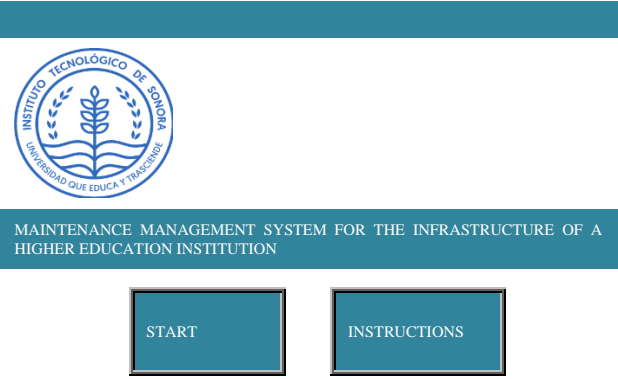 INSTITUTO TECNOLÓGICO DE SONORA
UNIVERSIDAD QUE EDUCA Y TRASCIENDE
MAINTENANCE MANAGEMENT SYSTEM FOR THE INFRASTRUCTURE OF A
HIGHER EDUCATION INSTITUTION
START
INSTRUCTIONS